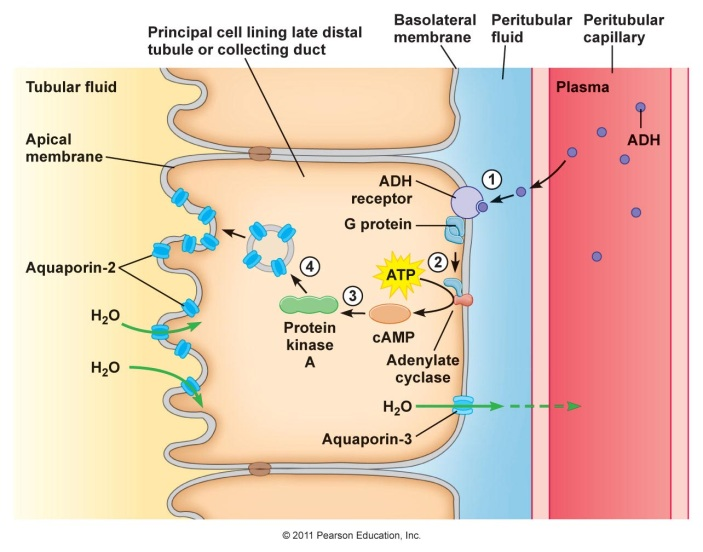 Principal cell lining late distal
tubule or collecting duct
Basolateral
membrane
Peritubular
fluid
Peritubular
capillary
Tubular fluid
Plasma
Apical
membrane
ADH
ADH
receptor
1
G protein
2
ATP
Aquaporin-2
4
3
H₂O
Protein
kinase
A
cAMP
Adenylate
cyclase
H₂O
H₂O
Aquaporin-3
© 2011 Pearson Education, Inc.